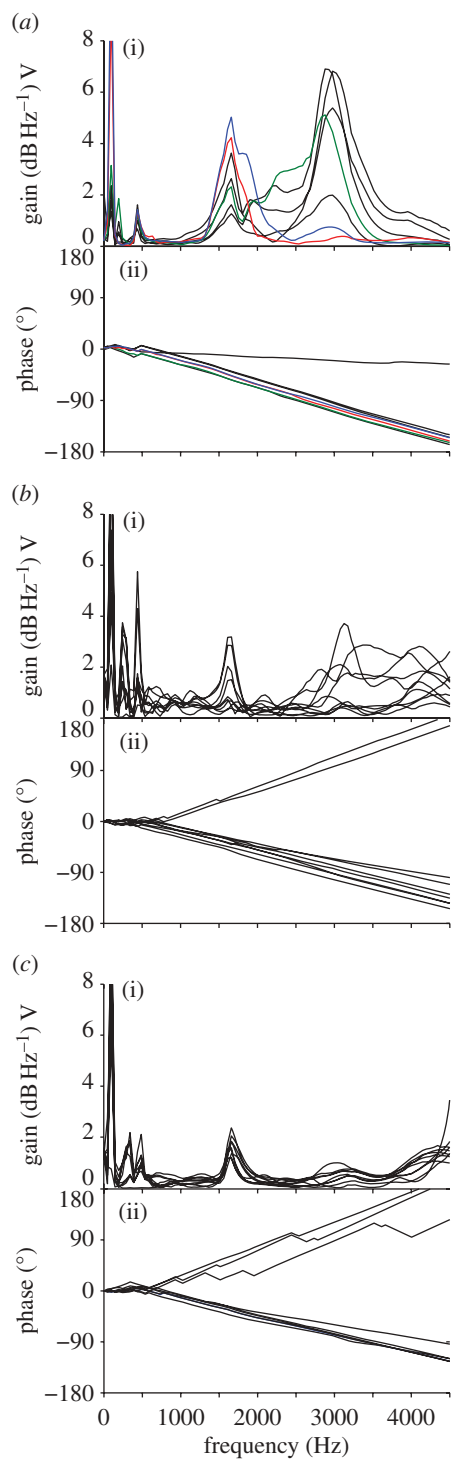 (a)
(i)
8
6
4
2
0
gain (dB Hz−1) V
(ii)
180
90
0
−90
−180
phase (°)
(b)
(i)
8
6
4
2
0
gain (dB Hz−1) V
(ii)
180
90
0
−90
−180
phase (°)
(c)
(i)
8
6
4
2
0
gain (dB Hz−1) V
(ii)
180
90
0
−90
−180
phase (°)
0 1000 2000 3000 4000
frequency (Hz)